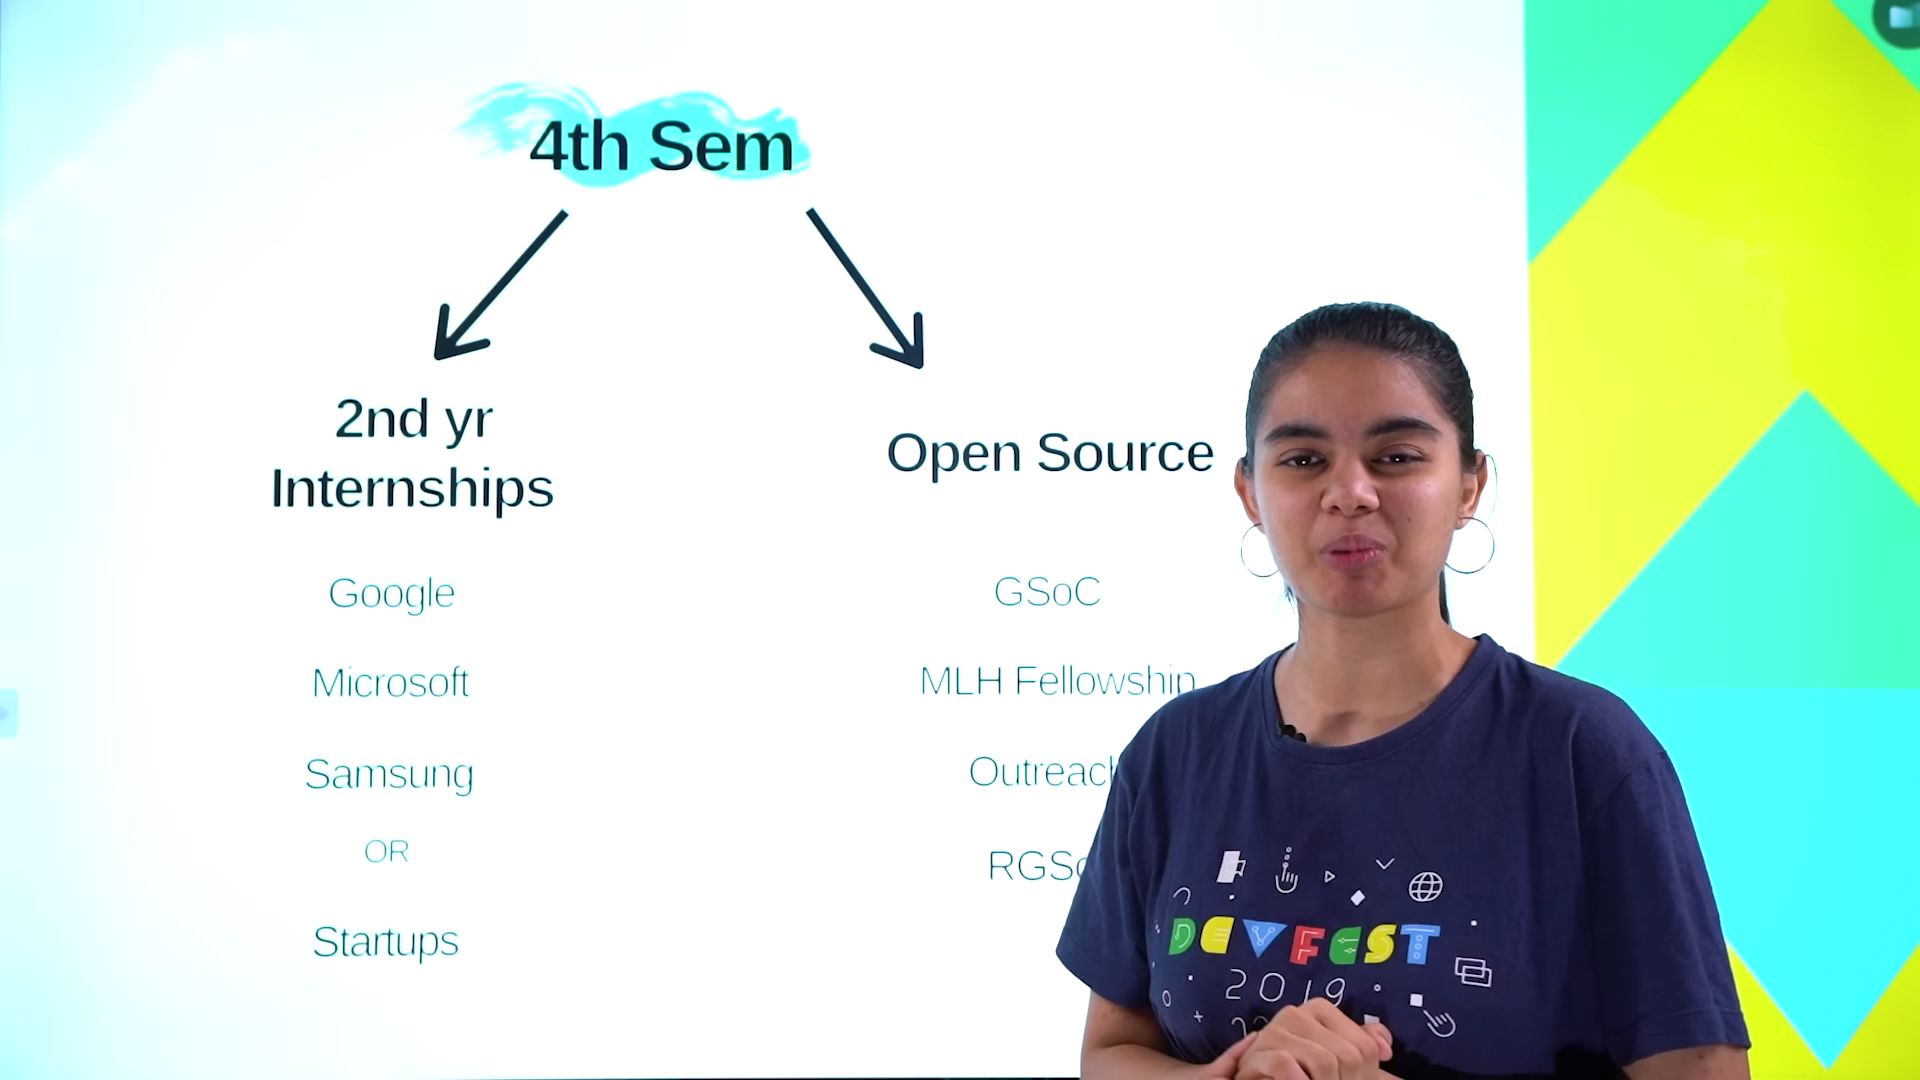 4th Sem
2nd yr
Internships
Open Source
Google
Microsoft
Samsung
OR
Startups
GSoC
MLH Fellowship
DEVFEST
2019